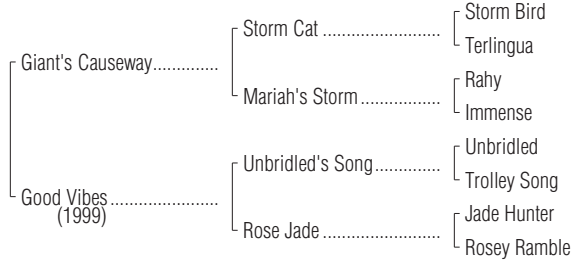 Storm Bird
Storm Cat ........................
Terlingua
Giant's Causeway..............
Rahy
Mariah's Storm ................
Immense
Unbridled
Unbridled's Song.............
Trolley Song
Good Vibes ......................
(1999)
Jade Hunter
Rose Jade ........................
Rosey Ramble